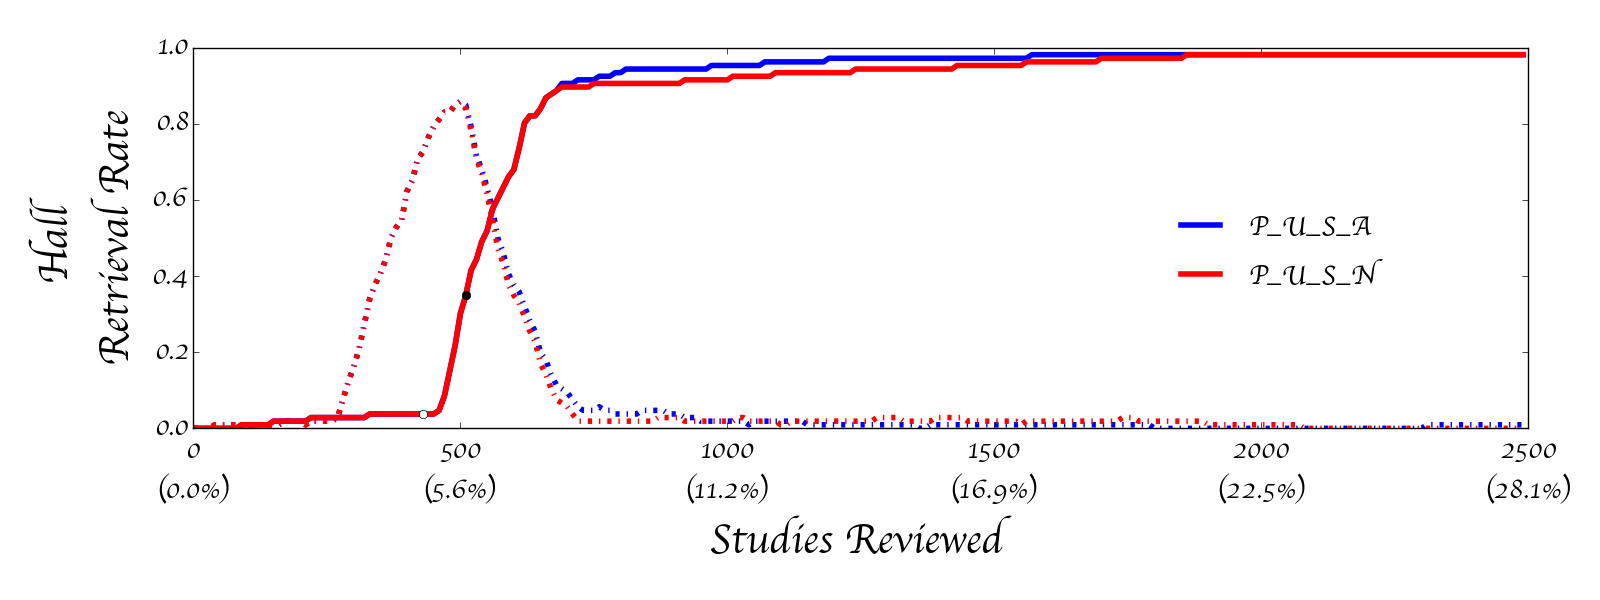 Hall
Retrieval Rate
1.0
0.8
0.6
0.4
0.2
0.0
P_U_S_A
P_U_S_N
0 500 1000 1500 2000 2500
(0.0%) (5.6%) (11.2%) (16.9%) (22.5%) (28.1%)
Studies Reviewed